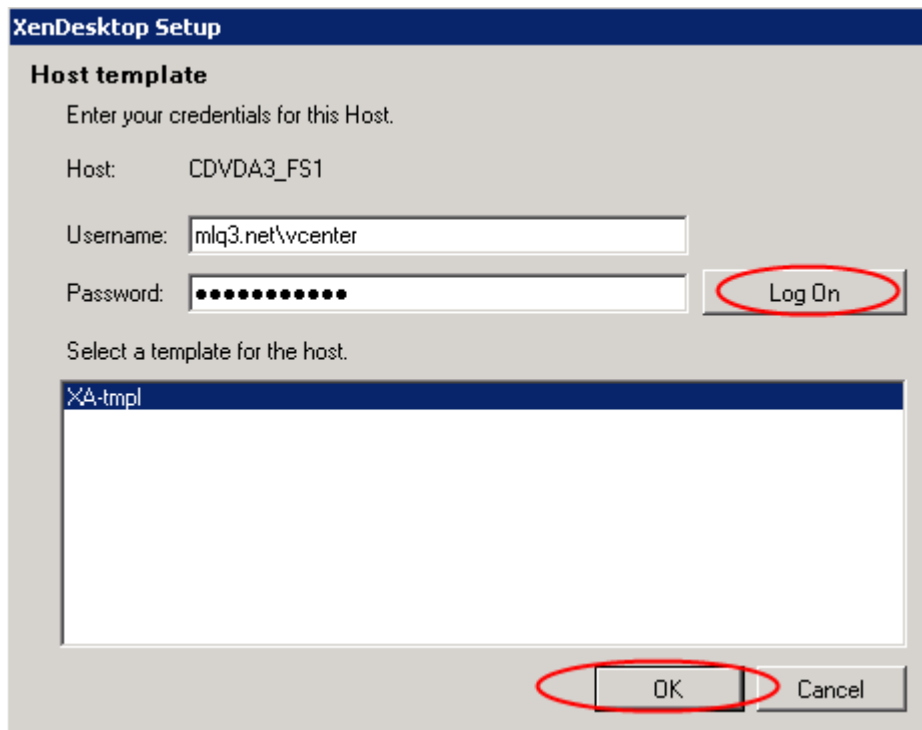 XenDesktop Setup
Host template
Enter your credentials for this Host.
Host: CDVDA3_FS1
Username: mlq3.net\vcenter
Password: ●●●●●●●●●●● Log On
Select a template for the host.
XA-tmpl
OK Cancel